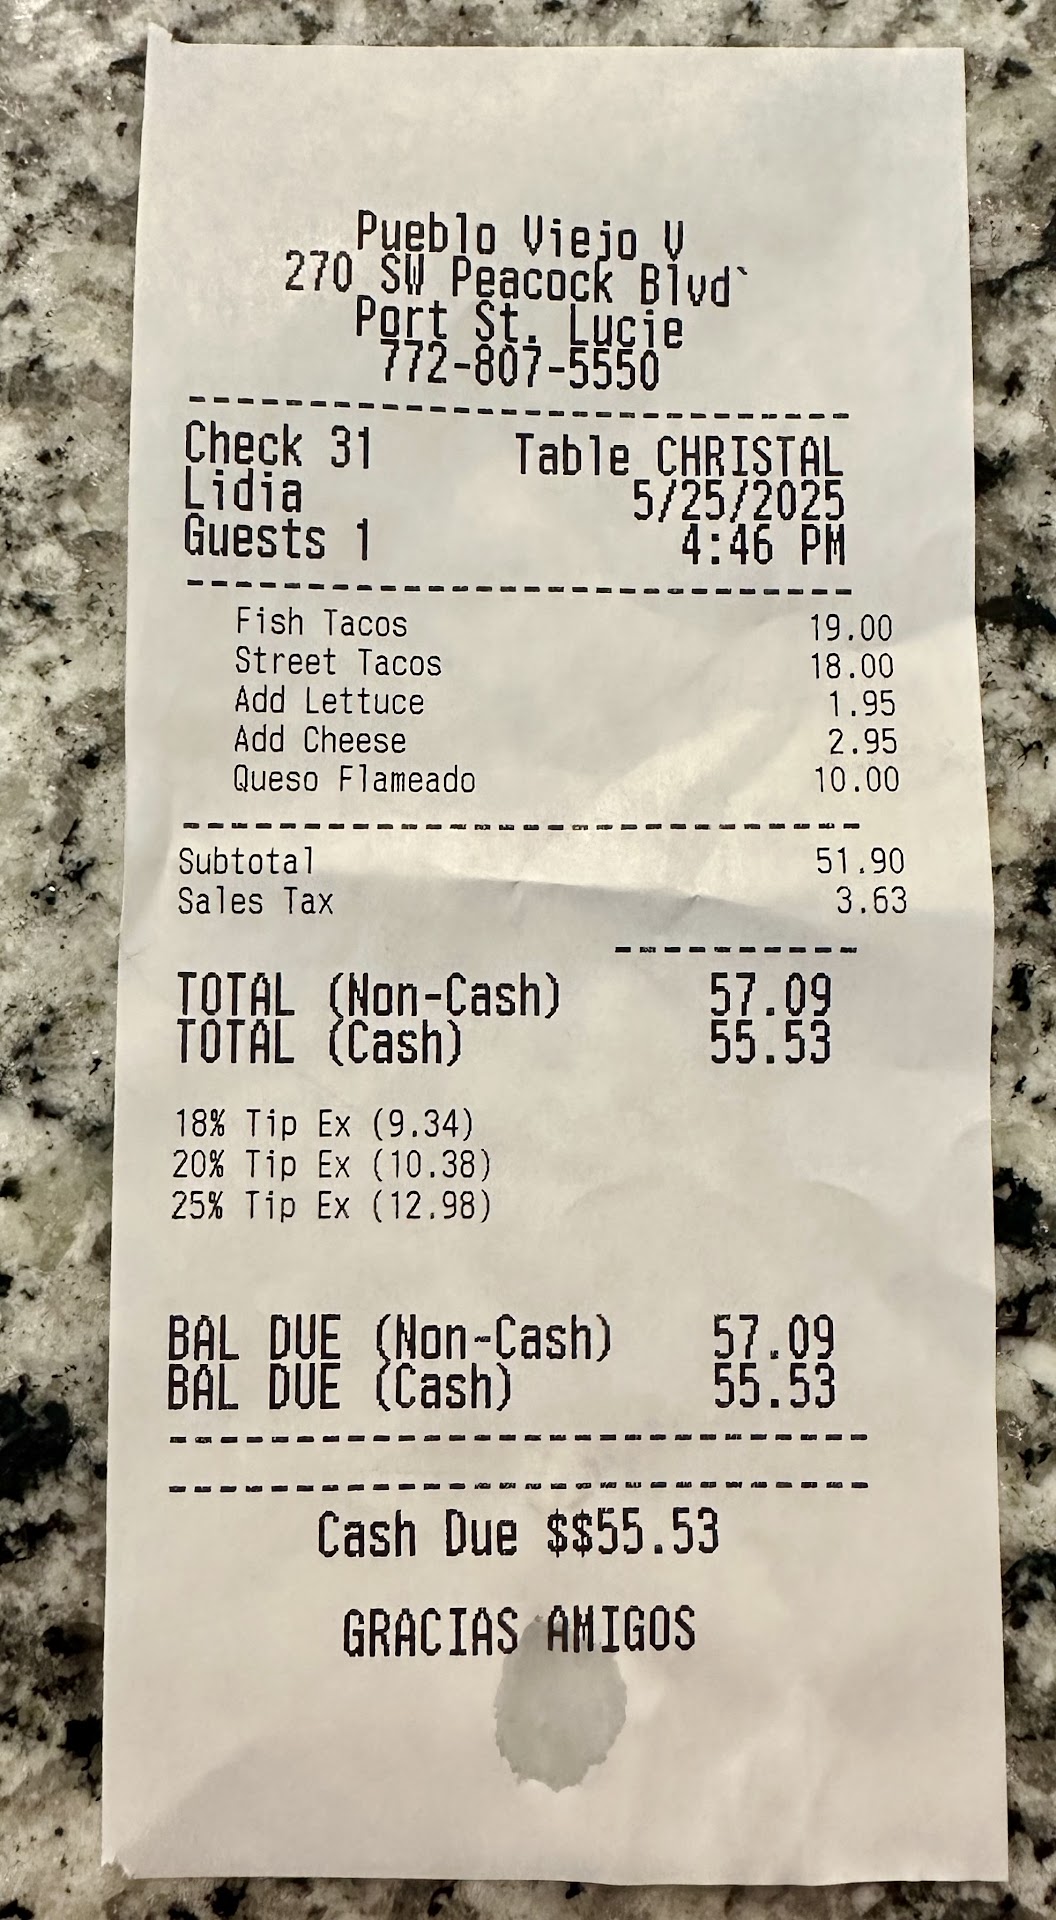 Pueblo Viejo V
270 SW Peacock Blvd`
Port St. Lucie
772-807-5550
Check 31 Table CHRISTAL
Lidia 5/25/2025
Guests 1 4:46 PM
Fish Tacos 19.00
Street Tacos 18.00
Add Lettuce 1.95
Add Cheese 2.95
Queso Flameado 10.00
Subtotal 51.90
Sales Tax 3.63
TOTAL (Non-Cash) 57.09
TOTAL (Cash) 55.53
18% Tip Ex (9.34)
20% Tip Ex (10.38)
25% Tip Ex (12.98)
BAL DUE (Non-Cash) 57.09
BAL DUE (Cash) 55.53
Cash Due $$55.53
GRACIAS AMIGOS